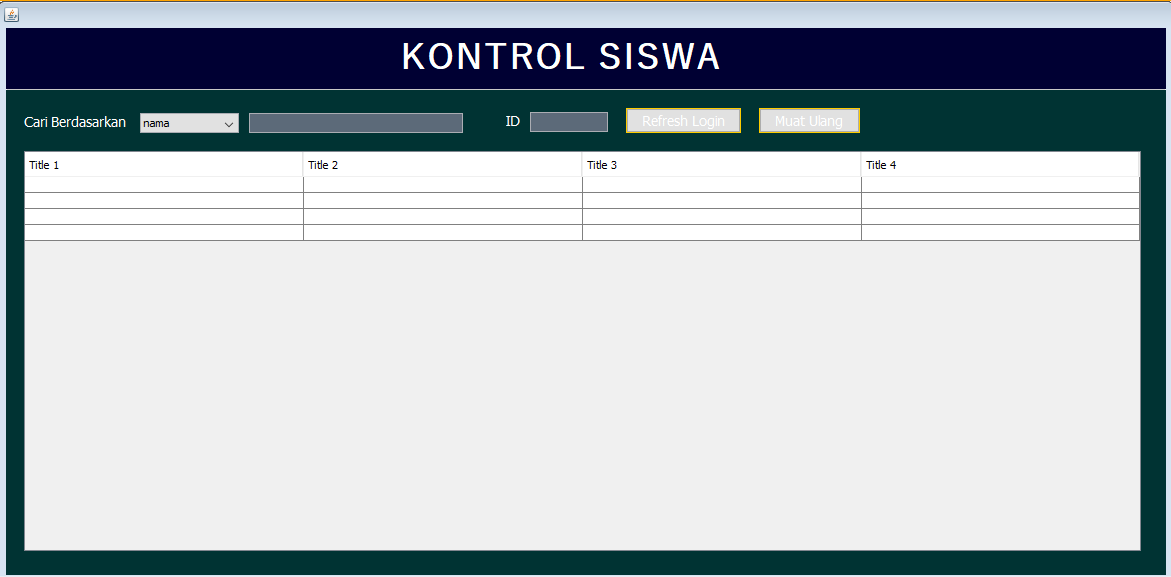 KONTROL SISWA
Cari Berdasarkan nama ID Refresh Login Muat Ulang
Title 1 Title 2 Title 3 Title 4